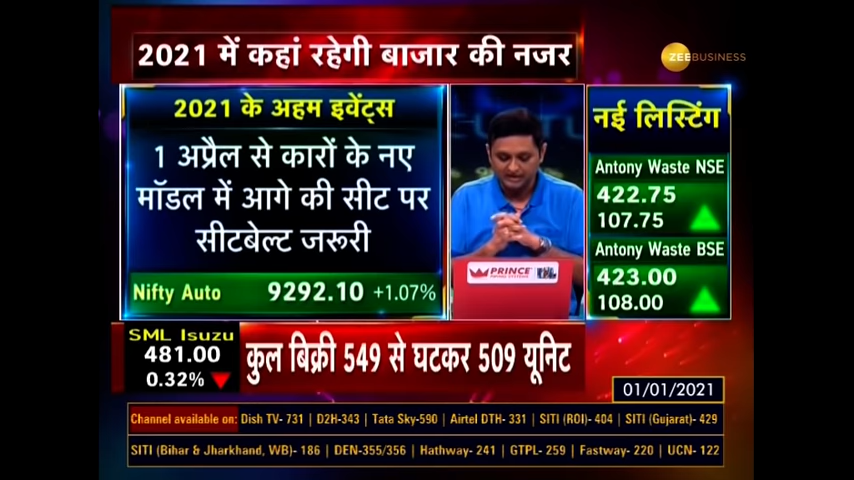 2021 में कहां रहेगी बाजार की नजर
ZEEBUSINESS
2021 के अहम इवेंट्स
1 अप्रैल से कारों के नए
मॉडल में आगे की सीट पर
सीटबेल्ट जरूरी
Nifty Auto 9292.10 +1.07%
PRINCE
PIPING SYSTEMS
नई लिस्टिंग
Antony Waste NSE
422.75
107.75
Antony Waste BSE
423.00
108.00
SML Isuzu
481.00
0.32%
कुल बिक्री 549 से घटकर 509 यूनिट
01/01/2021
Channel available on: Dish TV- 731 | D2H-343 | Tata Sky-590 | Airtel DTH- 331 | SITI (ROI)- 404 | SITI (Gujarat)- 429
SITI (Bihar & Jharkhand, WB)- 186 | DEN-355/356 | Hathway-241 | GTPL- 259 | Fastway-220 | UCN- 122